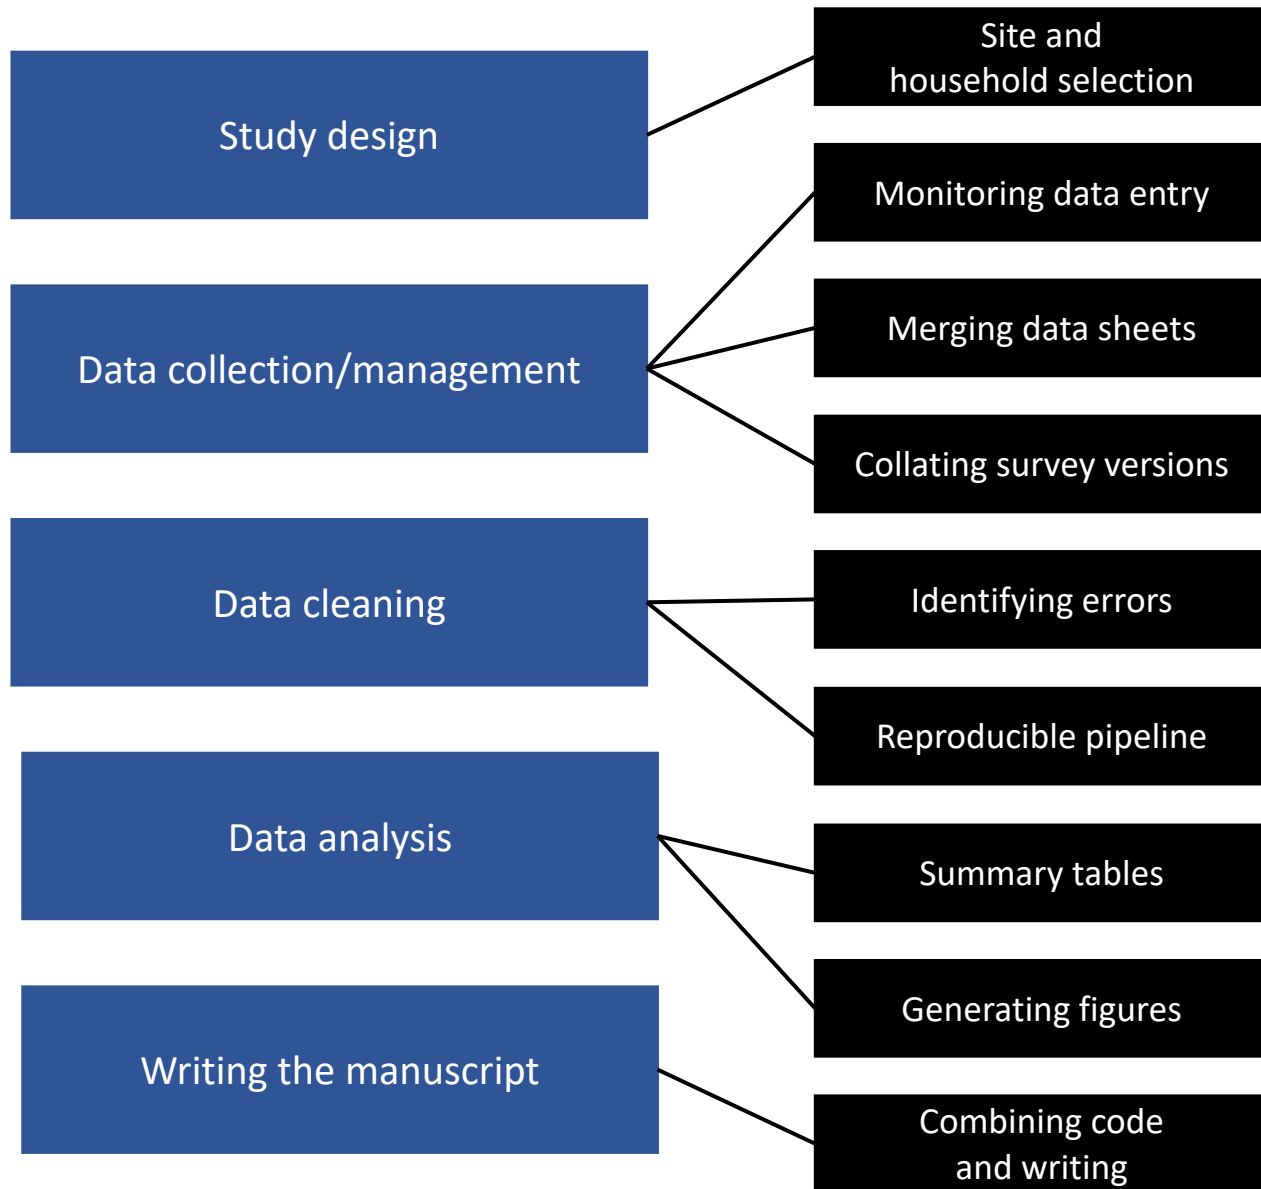 Study design
Site and
household selection
Data collection/management
Monitoring data entry
Merging data sheets
Collating survey versions
Data cleaning
Identifying errors
Reproducible pipeline
Data analysis
Summary tables
Generating figures
Writing the manuscript
Combining code
and writing